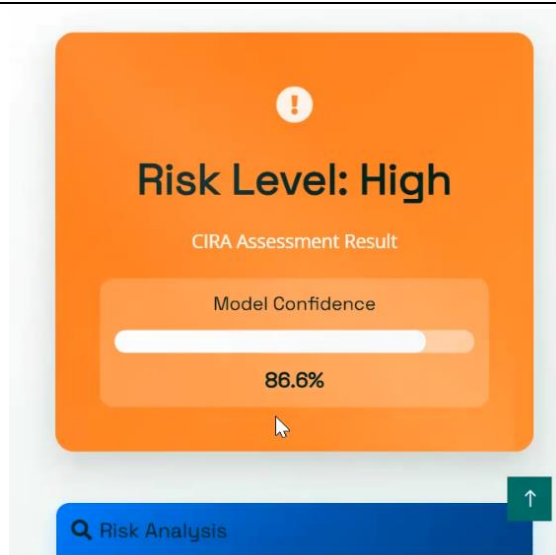 Risk Level: High
CIRA Assessment Result
Model Confidence
86.6%
Risk Analysis